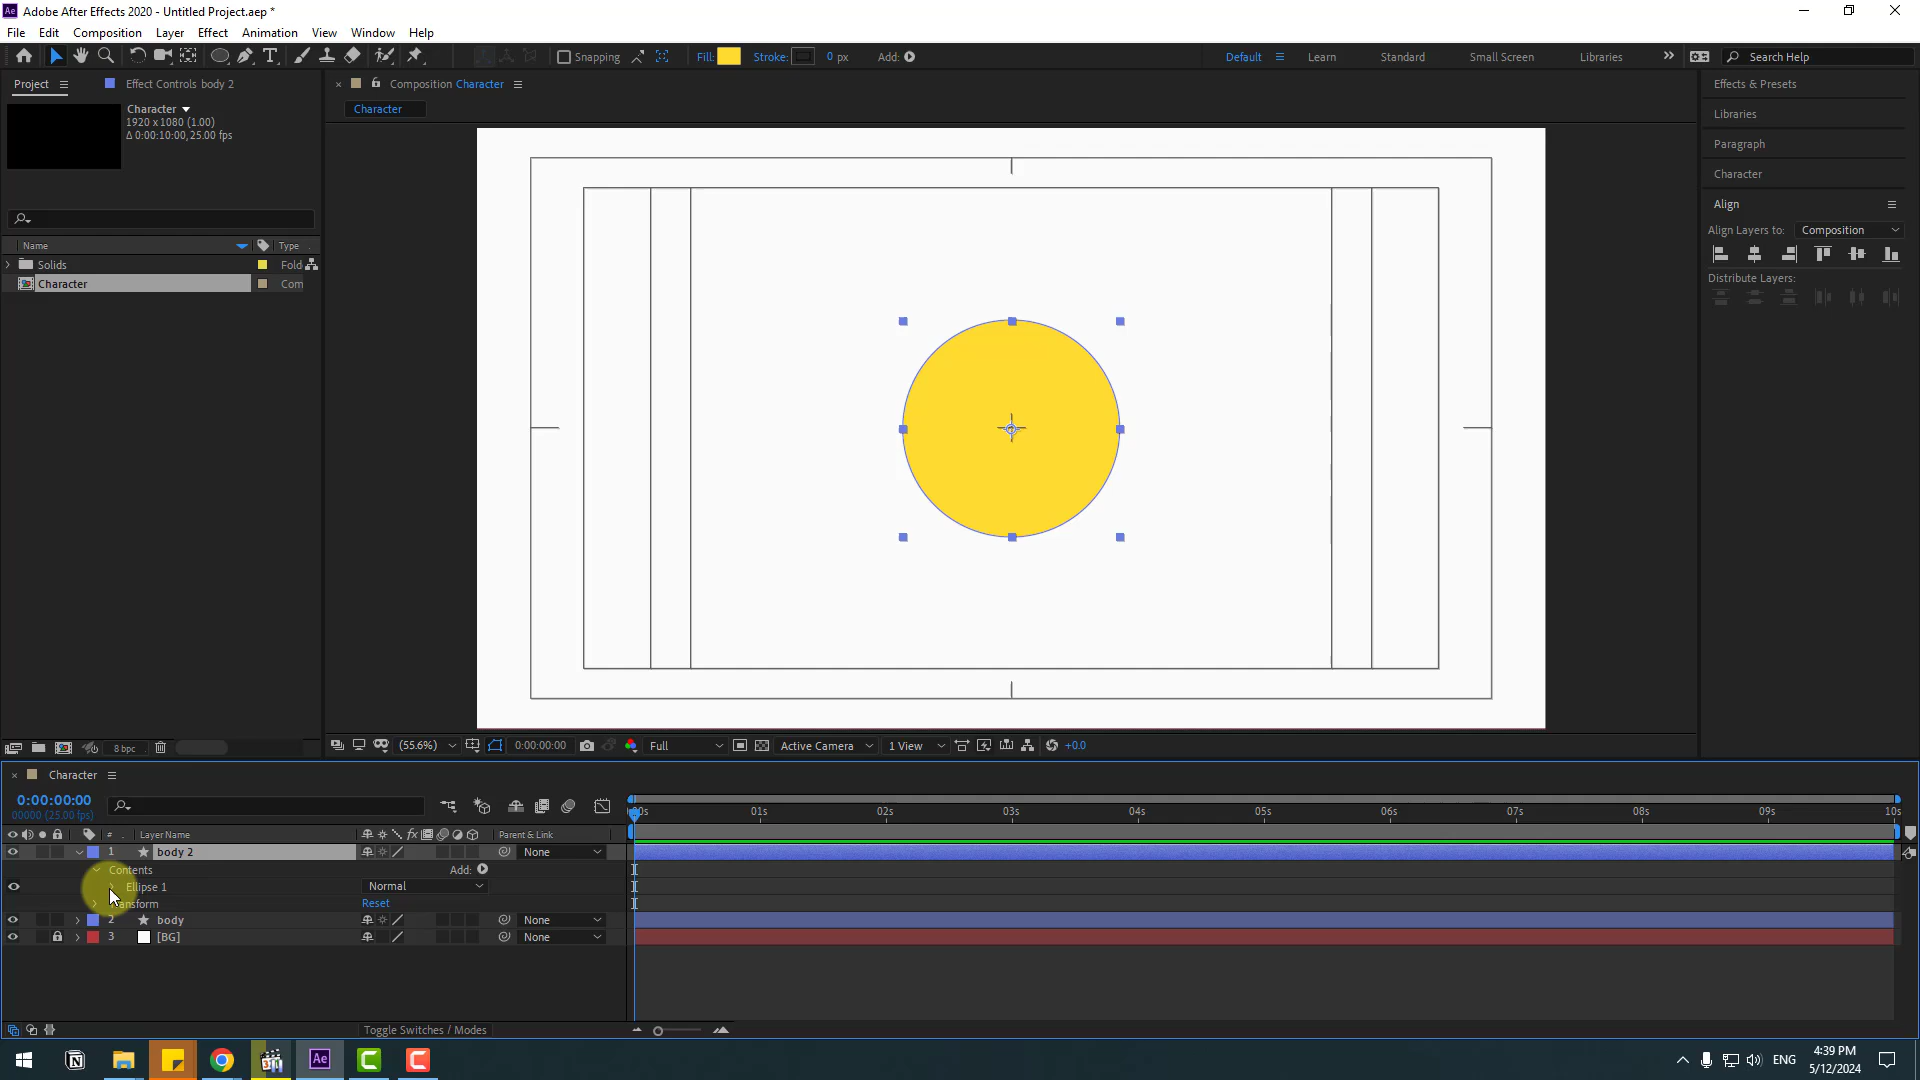 Adobe After Effects 2020 - Untitled Project.aep *
File Edit Composition Layer Effect Animation View Window Help
Snapping Fill: Stroke: 0 px Add: Default Learn Standard Small Screen Libraries Search Help
Project Effect Controls body 2
Composition Character
Character
Character
1920 x 1080 (1.00)
Δ 0:00:10:00, 25.00 fps
Name Type
Solids Fold
Character Com
8 bpc
(55.6%) 0:00:00:00 Full Active Camera 1 View +0.0
Effects & Presets
Libraries
Paragraph
Character
Align
Align Layers to: Composition
Distribute Layers:
Character
0:00:00:00
00000 (25.00 fps)
:00s 01s 02s 03s 04s 05s 06s 07s 08s 09s 10s
# Layer Name Parent & Link
1 body 2 None
Contents Add:
Ellipse 1 Normal
Transform Reset
2 body None
3 [BG] None
Toggle Switches / Modes
Ae
ENG
4:39 PM
5/12/2024